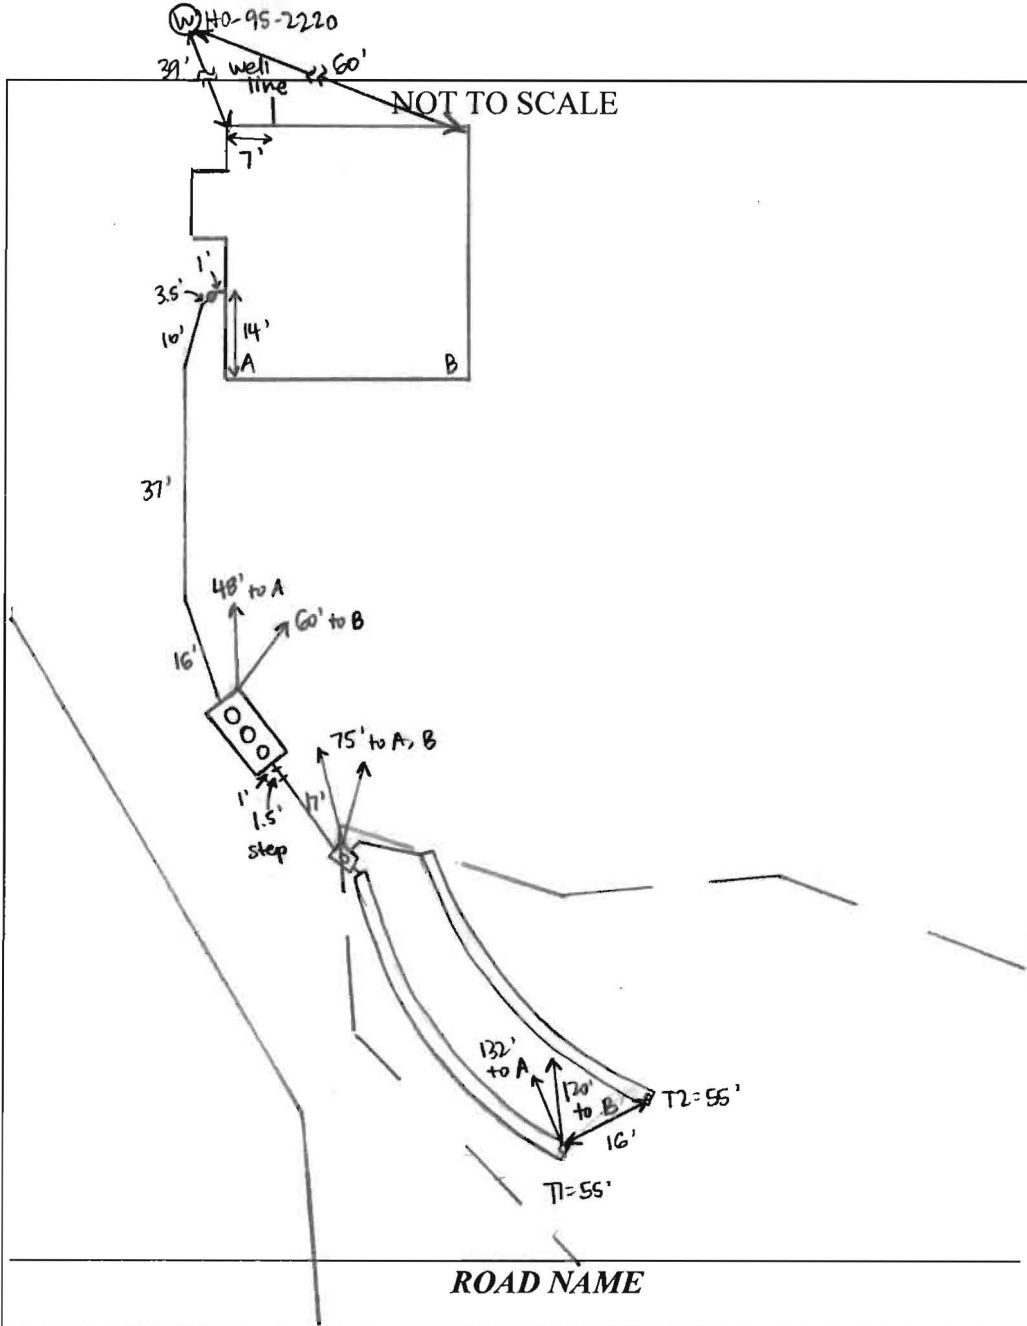 W HO-95-2220
39'
well
line
60'
NOT TO SCALE
7'
1'
3.5'
14'
A
B
37'
48' to A
60' to B
16'
75' to A, B
1'
1.5'
step
17'
132'
to A
120'
to B
T2=55'
16'
T1=55'
ROAD NAME